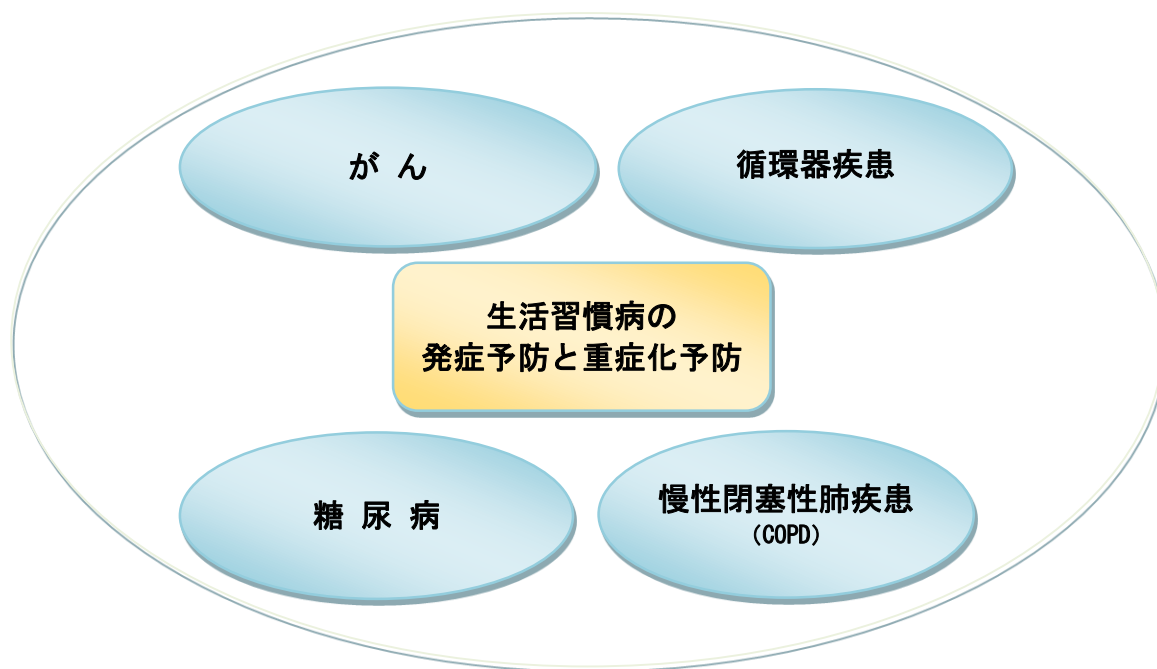 がん
循環器疾患
生活習慣病の
発症予防と重症化予防
糖尿病
慢性閉塞性肺疾患
(COPD)